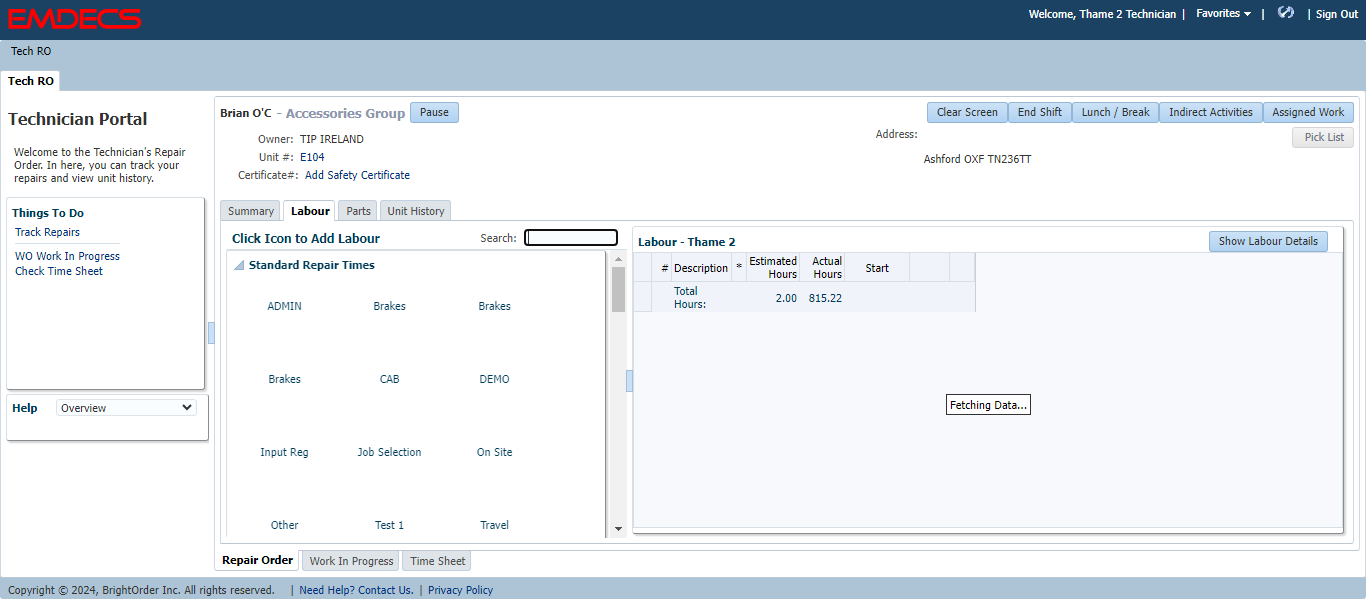 EMDECS
Welcome, Thame 2 Technician | Favorites | | Sign Out
Tech RO
Tech RO
Technician Portal
Welcome to the Technician's Repair
Order. In here, you can track your
repairs and view unit history.
Things To Do
Track Repairs
WO Work In Progress
Check Time Sheet
Help Overview
Brian O'C - Accessories Group Pause
Clear Screen End Shift Lunch / Break Indirect Activities Assigned Work
Owner: TIP IRELAND
Unit #: E104
Certificate#: Add Safety Certificate
Address:
Pick List
Ashford OXF TN236TT
Summary Labour Parts Unit History
Click Icon to Add Labour Search:
Standard Repair Times
ADMIN Brakes Brakes
Brakes CAB DEMO
Input Reg Job Selection On Site
Other Test 1 Travel
Labour - Thame 2 Show Labour Details
# Description * Estimated Hours Actual Hours Start
Total Hours: 2.00 815.22
Fetching Data...
Repair Order Work In Progress Time Sheet
Copyright © 2024, BrightOrder Inc. All rights reserved. | Need Help? Contact Us. | Privacy Policy